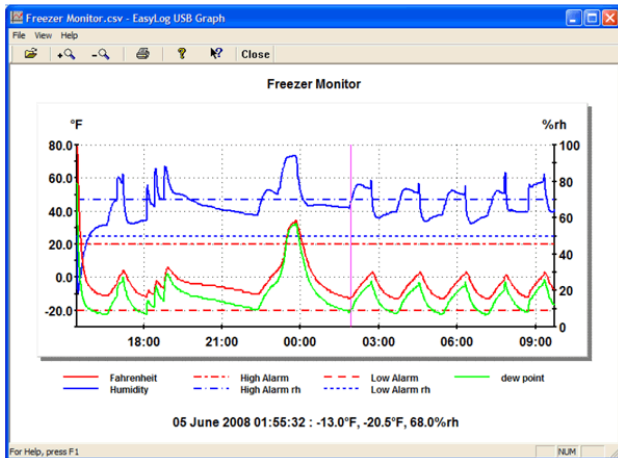 Freezer Monitor.csv - EasyLog USB Graph
File View Help
Close
Freezer Monitor
°F %rh
80.0 100
60.0 80
40.0 60
20.0 40
0.0 20
-20.0 0
18:00 21:00 00:00 03:00 06:00 09:00
Fahrenheit High Alarm Low Alarm dew point
Humidity High Alarm rh Low Alarm rh
05 June 2008 01:55:32 : -13.0°F, -20.5°F, 68.0%rh
For Help, press F1 NUM